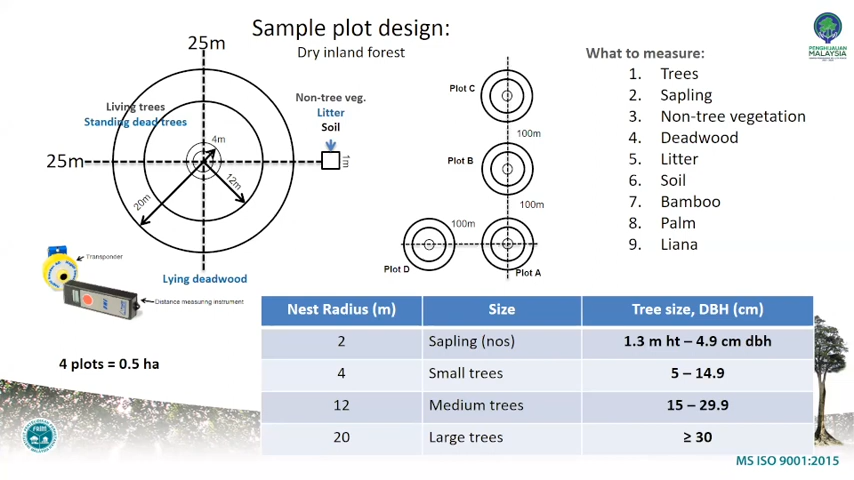 Sample plot design:
Dry inland forest
25m
Living trees
Standing dead trees
4m
25m
12m
20m
Non-tree veg.
Litter
Soil
1m
Lying deadwood
Transponder
Distance measuring instrument
4 plots = 0.5 ha
Plot C
100m
Plot B
100m
100m
Plot D
Plot A
What to measure:
1. Trees
2. Sapling
3. Non-tree vegetation
4. Deadwood
5. Litter
6. Soil
7. Bamboo
8. Palm
9. Liana
PENGHIJAUAN
MALAYSIA
Nest Radius (m) Size Tree size, DBH (cm)
2 Sapling (nos) 1.3 m ht – 4.9 cm dbh
4 Small trees 5 – 14.9
12 Medium trees 15 – 29.9
20 Large trees ≥ 30
FRIM
MS ISO 9001:2015